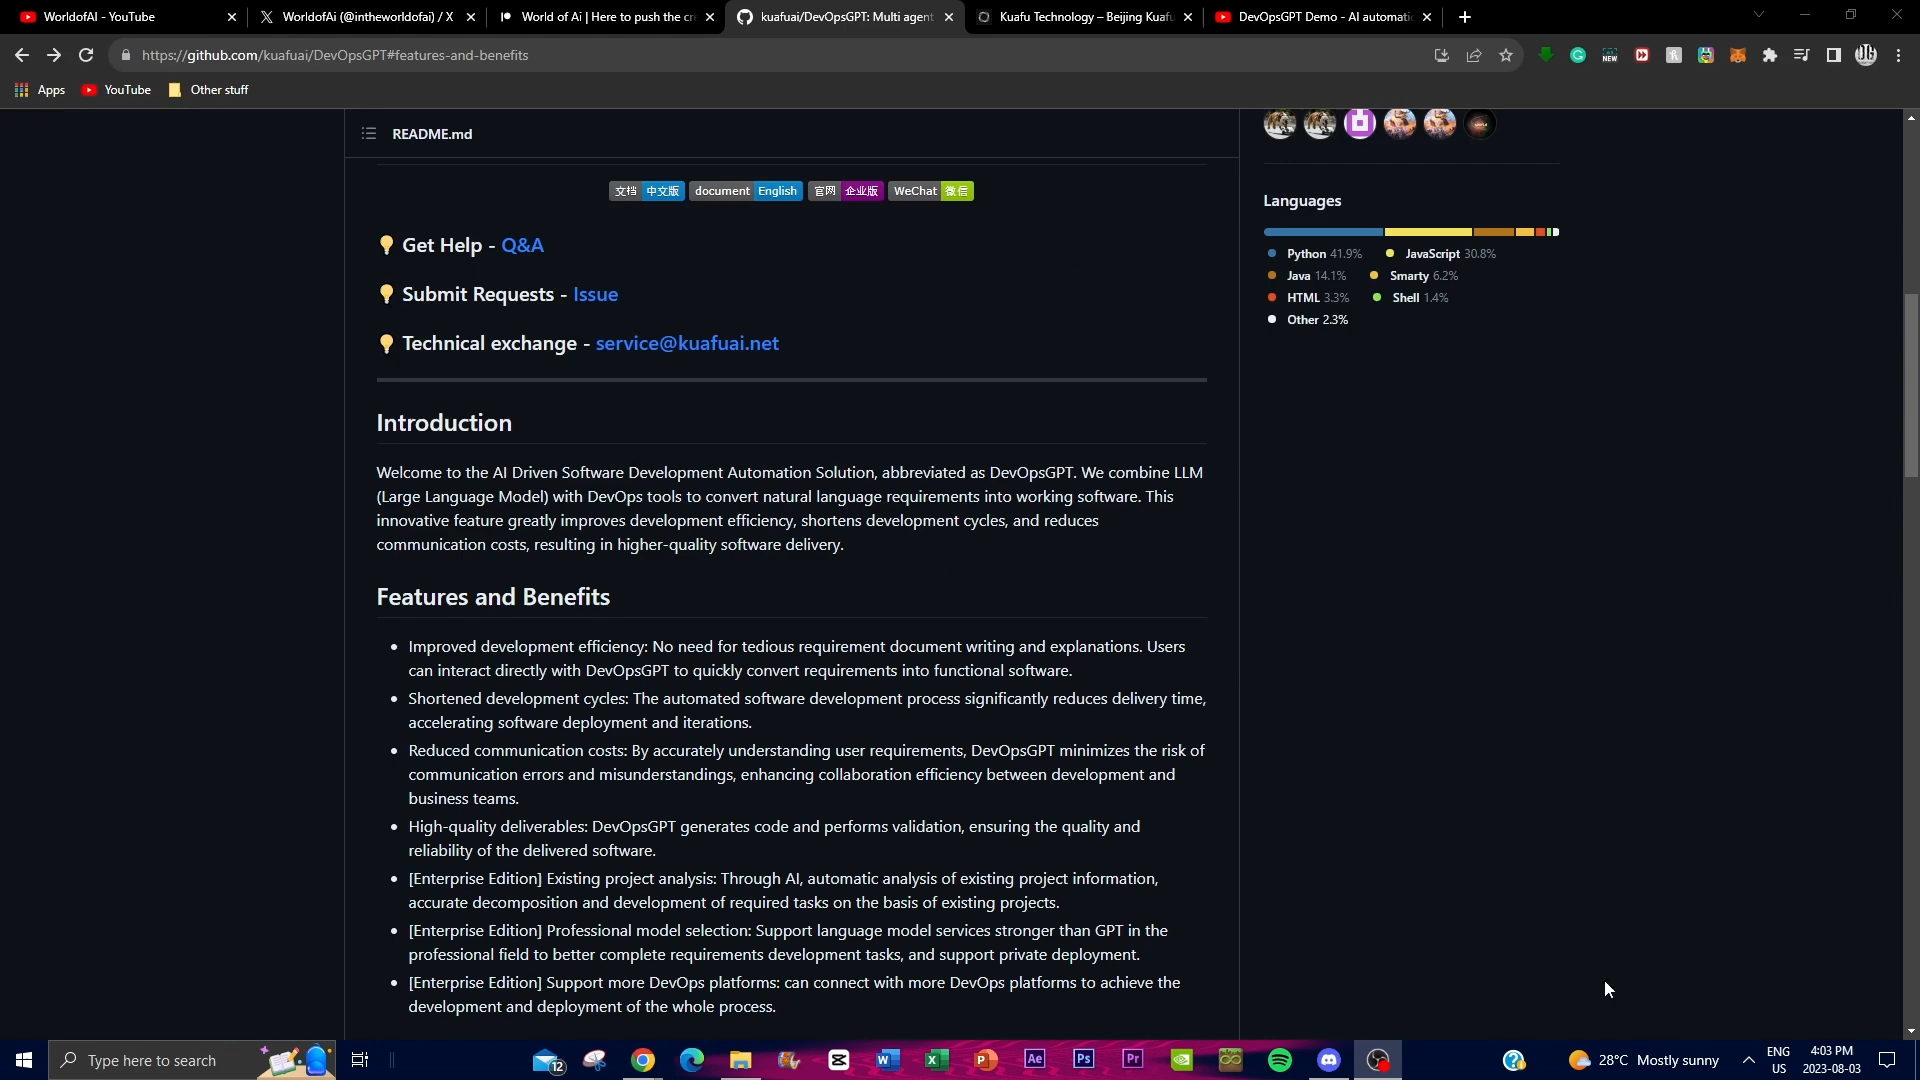 WorldofAI - YouTube
WorldofAi (@intheworldofai) / X
World of Ai | Here to push the cr
kuafuai/DevOpsGPT: Multi agent
Kuafu Technology – Beijing Kuafu
DevOpsGPT Demo - AI automatic
https://github.com/kuafuai/DevOpsGPT#features-and-benefits
NEW
Apps
YouTube
Other stuff
README.md
文档 中文版 document English 官网 企业版 WeChat 微信
Get Help - Q&A
Submit Requests - Issue
Technical exchange - service@kuafuai.net
Introduction
Welcome to the AI Driven Software Development Automation Solution, abbreviated as DevOpsGPT. We combine LLM
(Large Language Model) with DevOps tools to convert natural language requirements into working software. This
innovative feature greatly improves development efficiency, shortens development cycles, and reduces
communication costs, resulting in higher-quality software delivery.
Features and Benefits
• Improved development efficiency: No need for tedious requirement document writing and explanations. Users
can interact directly with DevOpsGPT to quickly convert requirements into functional software.
• Shortened development cycles: The automated software development process significantly reduces delivery time,
accelerating software deployment and iterations.
• Reduced communication costs: By accurately understanding user requirements, DevOpsGPT minimizes the risk of
communication errors and misunderstandings, enhancing collaboration efficiency between development and
business teams.
• High-quality deliverables: DevOpsGPT generates code and performs validation, ensuring the quality and
reliability of the delivered software.
• [Enterprise Edition] Existing project analysis: Through AI, automatic analysis of existing project information,
accurate decomposition and development of required tasks on the basis of existing projects.
• [Enterprise Edition] Professional model selection: Support language model services stronger than GPT in the
professional field to better complete requirements development tasks, and support private deployment.
• [Enterprise Edition] Support more DevOps platforms: can connect with more DevOps platforms to achieve the
development and deployment of the whole process.
Languages
Python 41.9% JavaScript 30.8%
Java 14.1% Smarty 6.2%
HTML 3.3% Shell 1.4%
Other 2.3%
Type here to search
12
W
X
P
Ae
Ps
Pr
28°C Mostly sunny
ENG
US
4:03 PM
2023-08-03